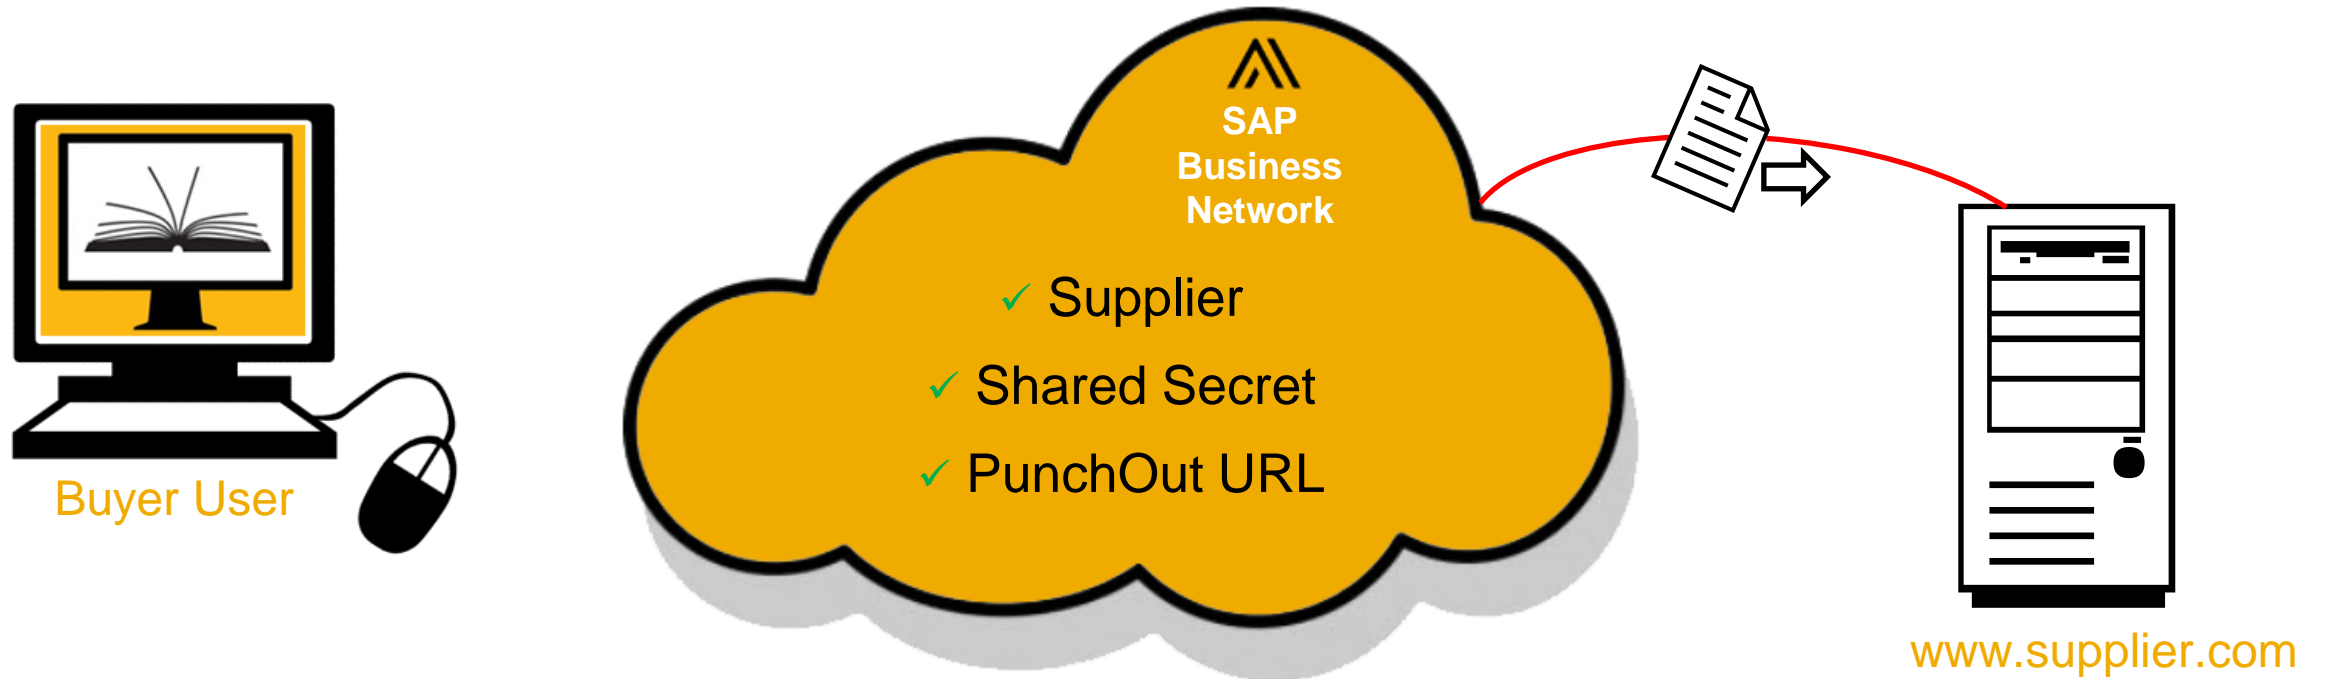 SAP
Business
Network
✓ Supplier
✓ Shared Secret
✓ PunchOut URL
Buyer User
www.supplier.com